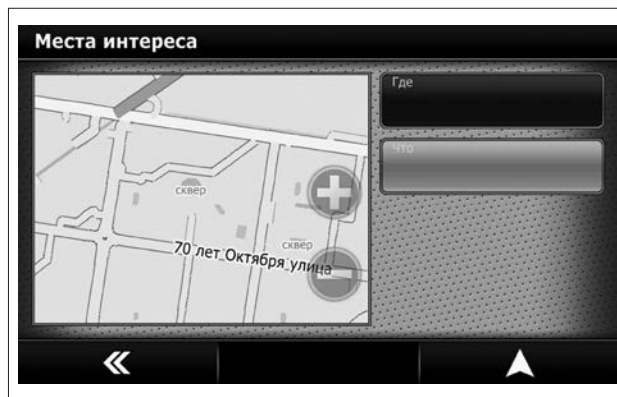 Места интереса
Где
Что
сквер
сквер
70 лет Октября улица